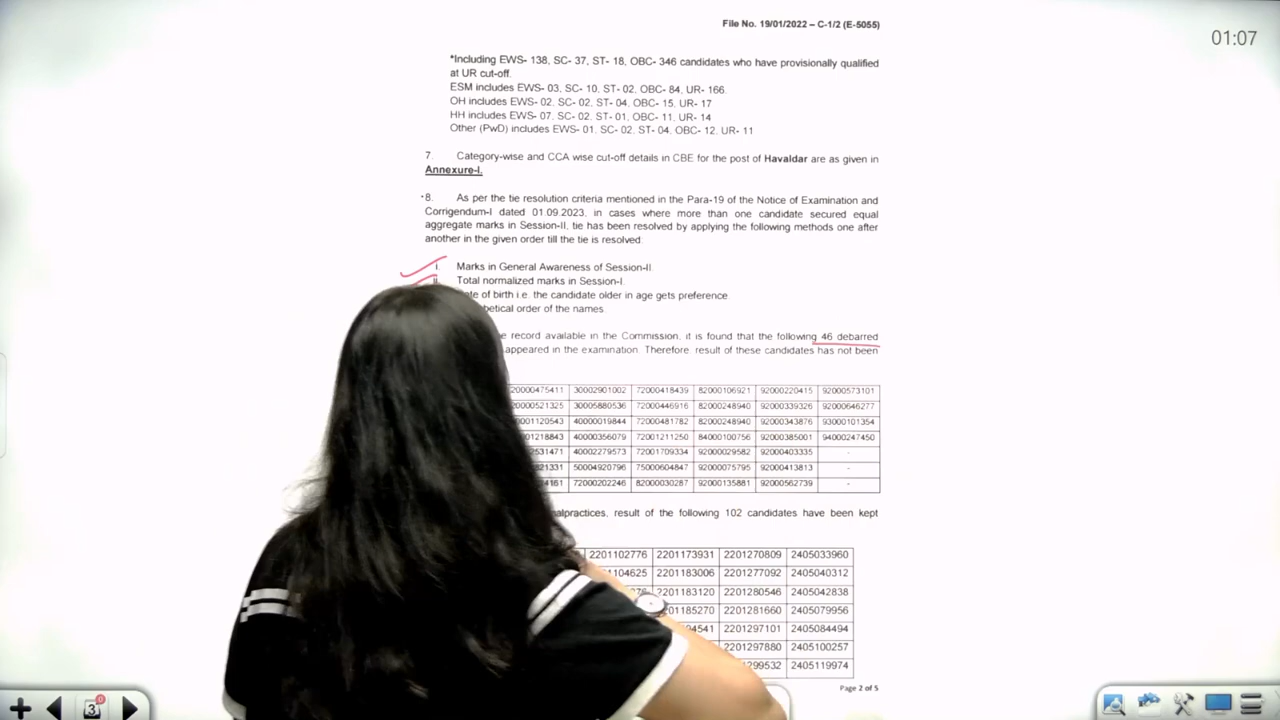 File No. 19/01/2022 – C-1/2 (E-5055)
01:07
*Including EWS- 138, SC- 37, ST- 18, OBC- 346 candidates who have provisionally qualified
at UR cut-off.
ESM includes EWS- 03, SC- 10, ST- 02, OBC- 84, UR- 166
OH includes EWS- 02, SC- 02, ST- 04, OBC- 15, UR- 17
HH includes EWS- 07, SC- 02, ST- 01, OBC- 11, UR- 14
Other (PwD) includes EWS- 01, SC- 02, ST- 04, OBC- 12, UR- 11
7. Category-wise and CCA wise cut-off details in CBE for the post of Havaldar are as given in
Annexure-I.
8. As per the tie resolution criteria mentioned in the Para-19 of the Notice of Examination and
Corrigendum-I dated 01.09.2023, in cases where more than one candidate secured equal
aggregate marks in Session-II, tie has been resolved by applying the following methods one after
another in the given order till the tie is resolved:
i. Marks in General Awareness of Session-II.
ii. Total normalized marks in Session-I.
of birth i.e. the candidate older in age gets preference.
order of the names
record available in the Commission, it is found that the following 46 debarred
appeared in the examination. Therefore, result of these candidates has not been
20000475411 30002901002 72000418439 82000106921 92000220415 92000573101
20000521325 30005880536 72000446916 82000248940 92000339326 92000646277
40000019844 72000481782 82000248940 92000343876 93000101354
40000356079 72001211250 84000100756 92000385001 94000247450
40002279573 72001709334 92000029582 92000403335 -
50004920796 75000604847 92000075795 92000413813 -
72000202246 82000030287 92000135881 92000562739 -
result of the following 102 candidates have been kept
2201102776 2201173931 2201270809 2405033960
2201183006 2201277092 2405040312
2201183120 2201280546 2405042838
2201281660 2405079956
2201297101 2405084494
2201297880 2405100257
2405119974
Page 2 of 5
3
0